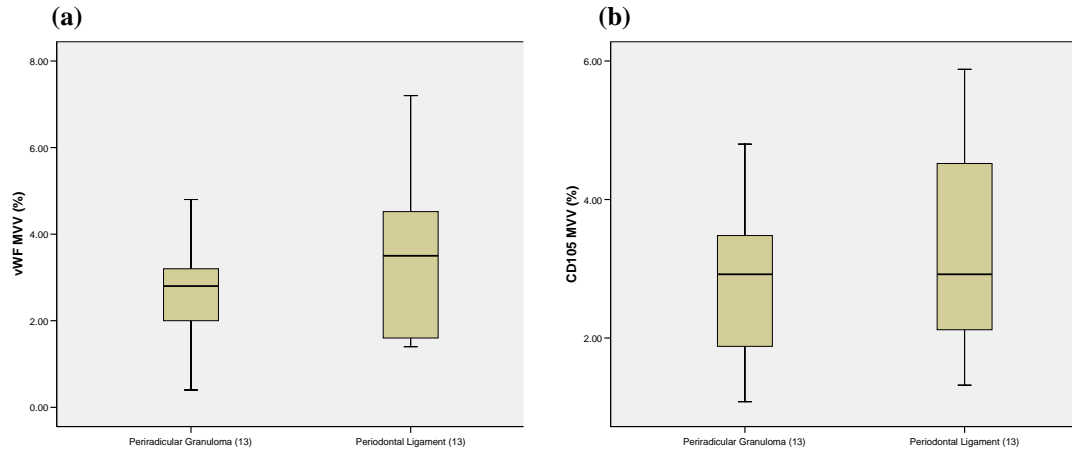 (a)
8.00
6.00
4.00
2.00
0.00
vWF MVV (%)
Periradicular Granuloma (13)
Periodontal Ligament (13)
(b)
6.00
4.00
2.00
CD105 MVV (%)
Periradicular Granuloma (13)
Periodontal Ligament (13)